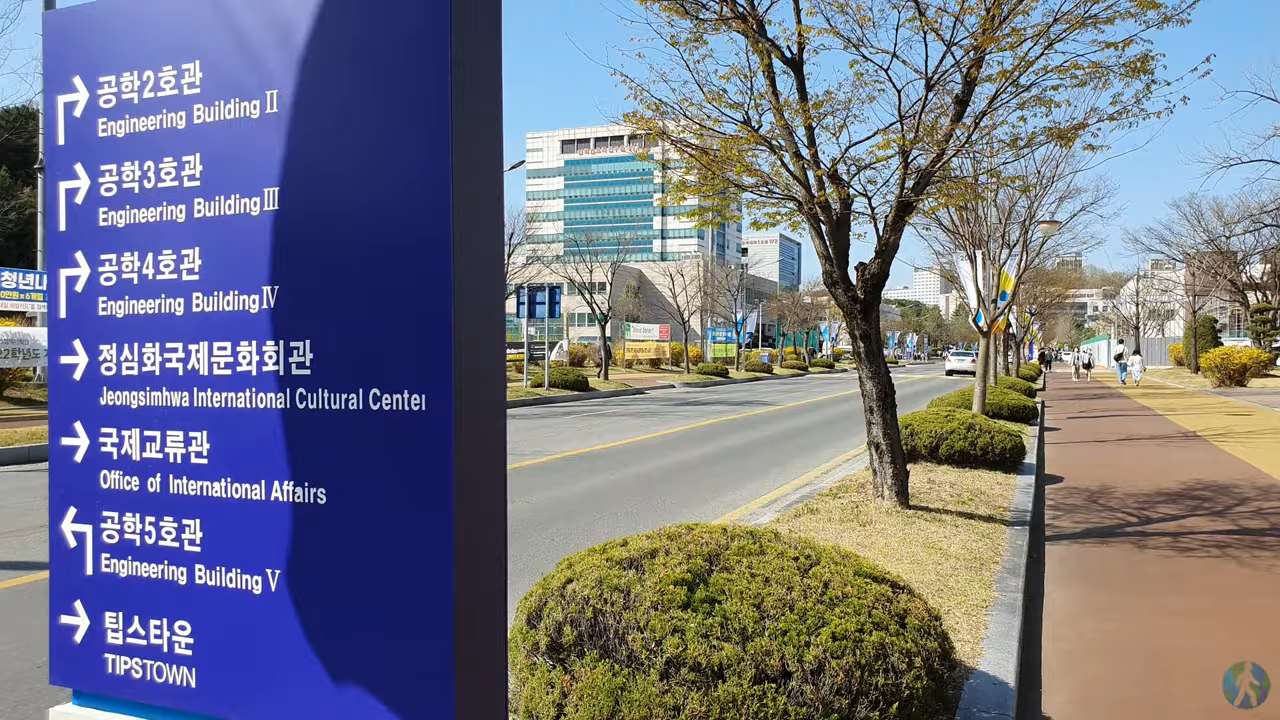 공학2호관
Engineering Building Ⅱ
공학3호관
Engineering Building Ⅲ
공학4호관
Engineering Building Ⅳ
정심화국제문화회관
Jeongsimhwa International Cultural Center
국제교류관
Office of International Affairs
공학5호관
Engineering Building Ⅴ
팁스타운
TIPSTOWN
청년내